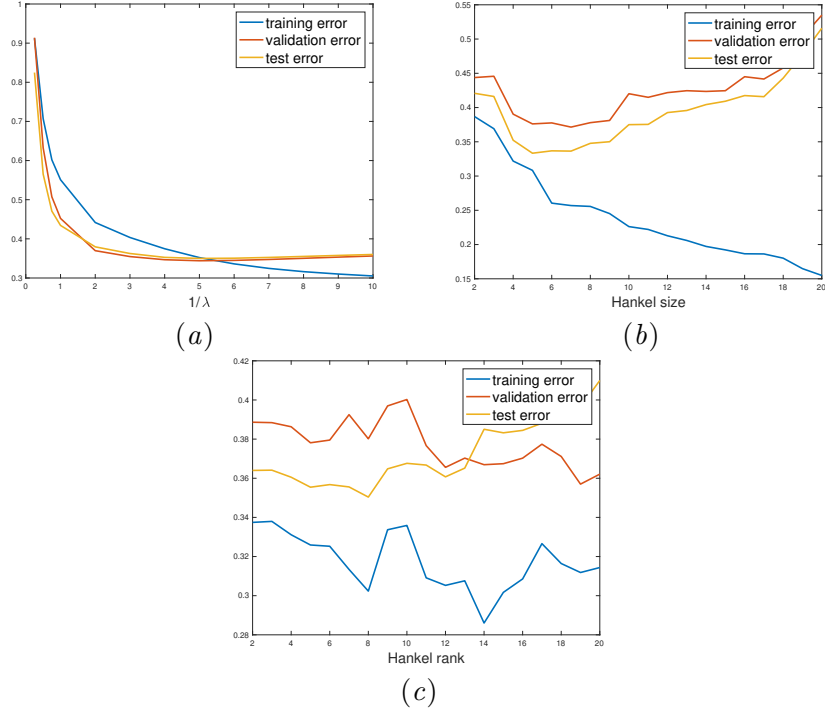 1
0.9
0.8
0.7
0.6
0.5
0.4
0.3
0 1 2 3 4 5 6 7 8 9 10
1/λ
training error
validation error
test error
(a)
0.55
0.5
0.45
0.4
0.35
0.3
0.25
0.2
0.15
2 4 6 8 10 12 14 16 18 20
Hankel size
training error
validation error
test error
(b)
0.42
0.4
0.38
0.36
0.34
0.32
0.3
0.28
2 4 6 8 10 12 14 16 18 20
Hankel rank
training error
validation error
test error
(c)